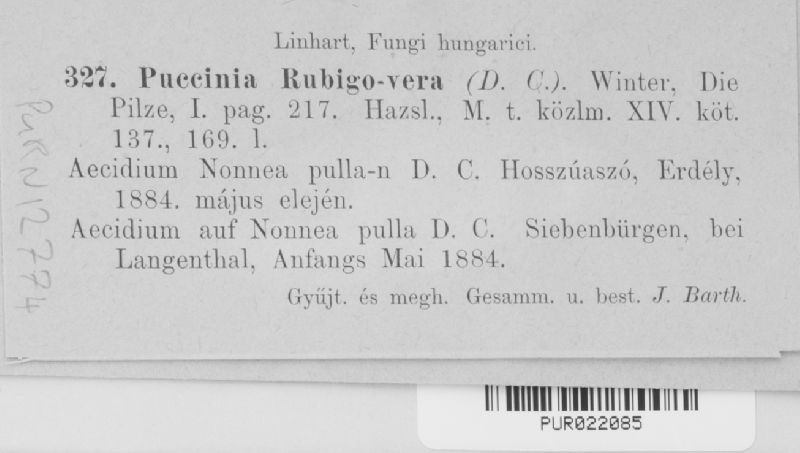 Linhart, Fungi hungarici.
327. Puccinia Rubigo-vera (D. C.). Winter, Die
Pilze, I. pag. 217. Hazsl., M. t. közlm. XIV. köt.
137., 169. l.
Aecidium Nonnea pulla-n D. C. Hosszúaszó, Erdély,
1884. május elején.
Aecidium auf Nonnea pulla D. C. Siebenbürgen, bei
Langenthal, Anfangs Mai 1884.
Gyűjt. és megh. Gesamm. u. best. J. Barth.
PURN12774
PUR022085